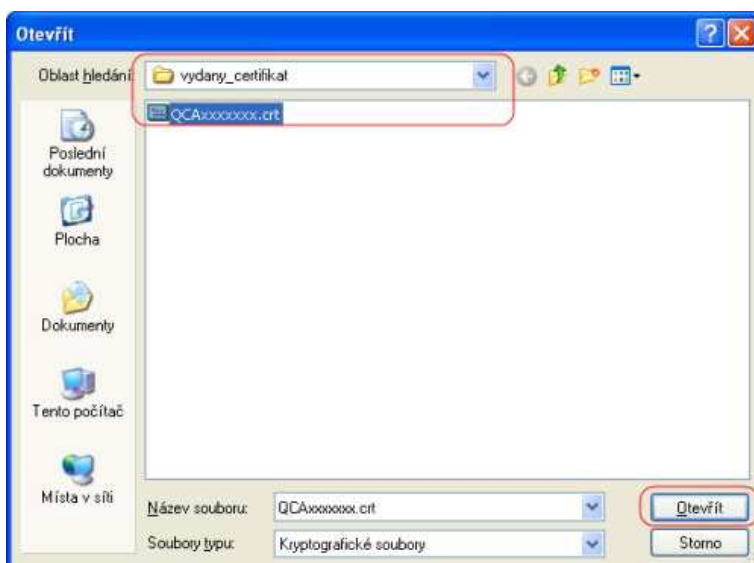 Otevřít
Oblast hledání:
vydany_certifikat
QCAxxxxxxx.crt
Poslední
dokumenty
Plocha
Dokumenty
Tento počítač
Místa v síti
Název souboru:
QCAxxxxxxx.crt
Otevřít
Soubory typu:
Kryptografické soubory
Storno